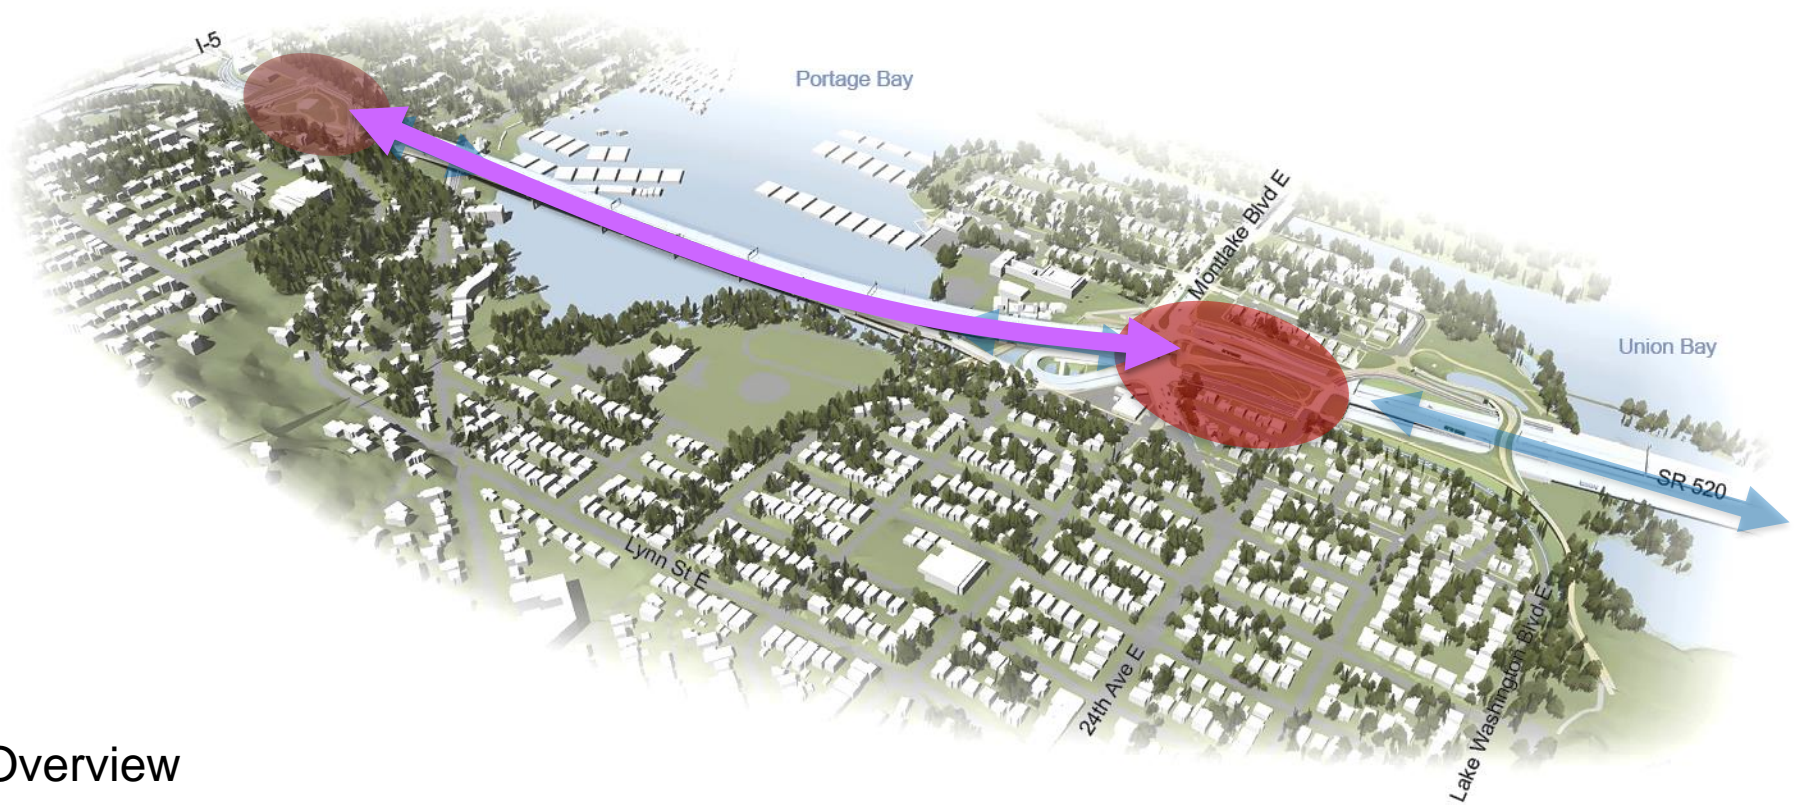 I-5
Portage Bay
Montlake Blvd E
Union Bay
SR 520
Lynn St E
24th Ave E
Lake Washington Blvd E
Overview